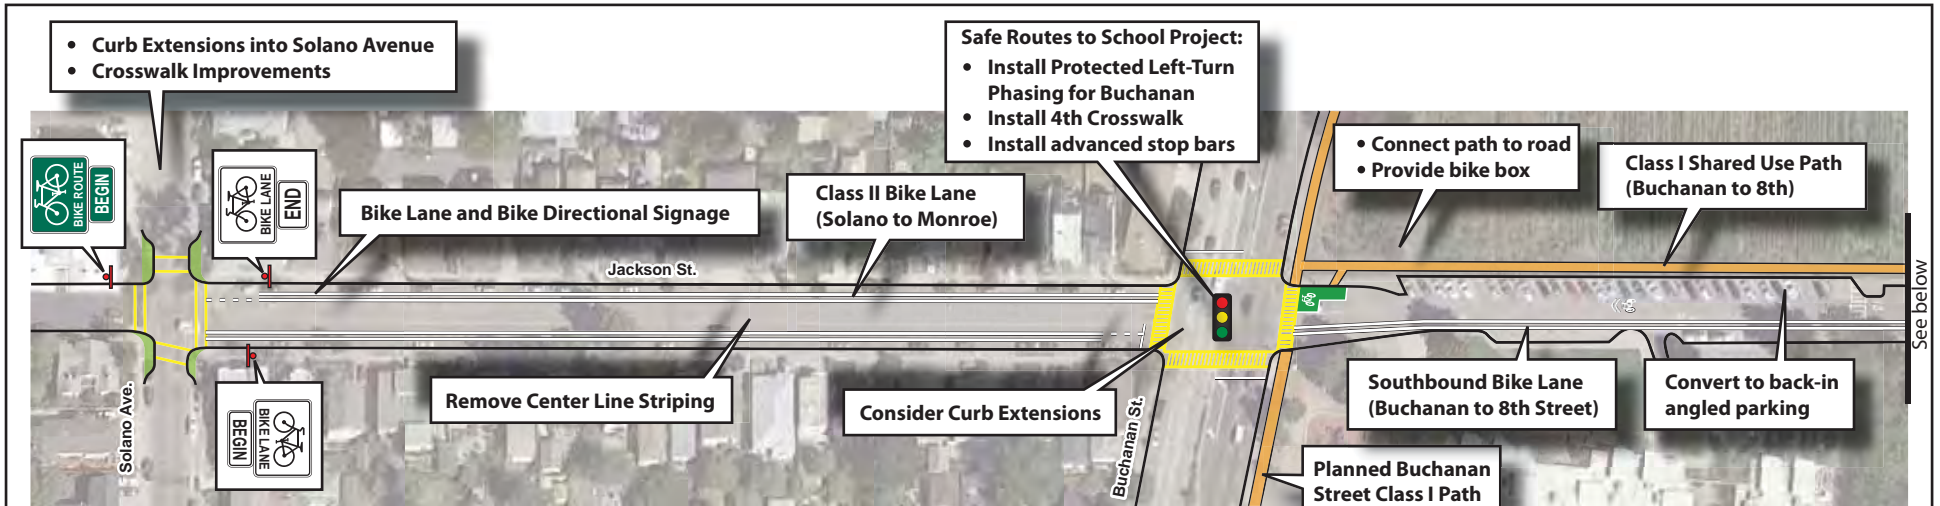 • Curb Extensions into Solano Avenue
• Crosswalk Improvements
Safe Routes to School Project:
• Install Protected Left-Turn
Phasing for Buchanan
• Install 4th Crosswalk
• Install advanced stop bars
• Connect path to road
• Provide bike box
Class I Shared Use Path
(Buchanan to 8th)
BIKE ROUTE
BEGIN
BIKE LANE
END
Bike Lane and Bike Directional Signage
Class II Bike Lane
(Solano to Monroe)
Jackson St.
See below
Remove Center Line Striping
Consider Curb Extensions
Southbound Bike Lane
(Buchanan to 8th Street)
Convert to back-in
angled parking
Solano Ave.
BEGIN
BIKE LANE
Buchanan St.
Planned Buchanan
Street Class I Path